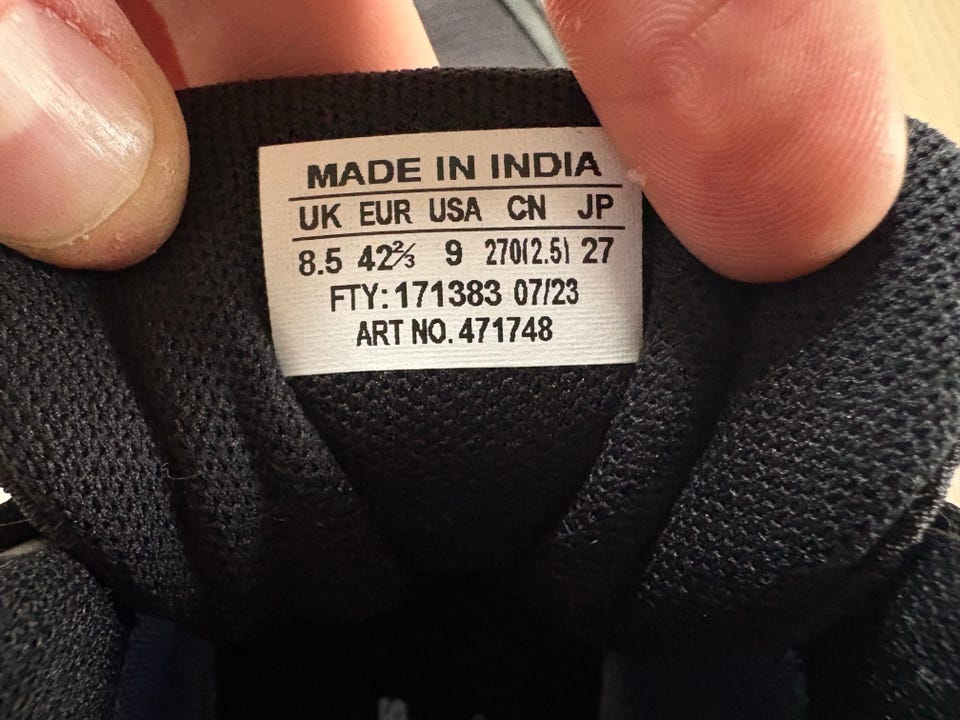 MADE IN INDIA
UK EUR USA CN JP
8.5 42⅔ 9 270(2.5) 27
FTY: 171383 07/23
ART NO. 471748
S